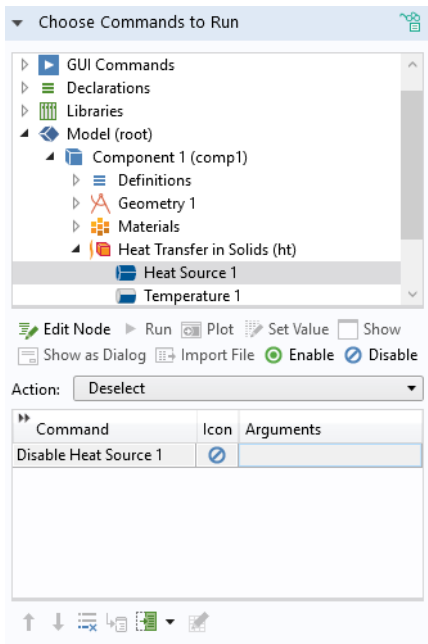 Choose Commands to Run
GUI Commands
Declarations
Libraries
Model (root)
Component 1 (comp1)
Definitions
Geometry 1
Materials
Heat Transfer in Solids (ht)
Heat Source 1
Temperature 1
Edit Node Run Plot Set Value Show
Show as Dialog Import File Enable Disable
Action: Deselect
Command Icon Arguments
Disable Heat Source 1